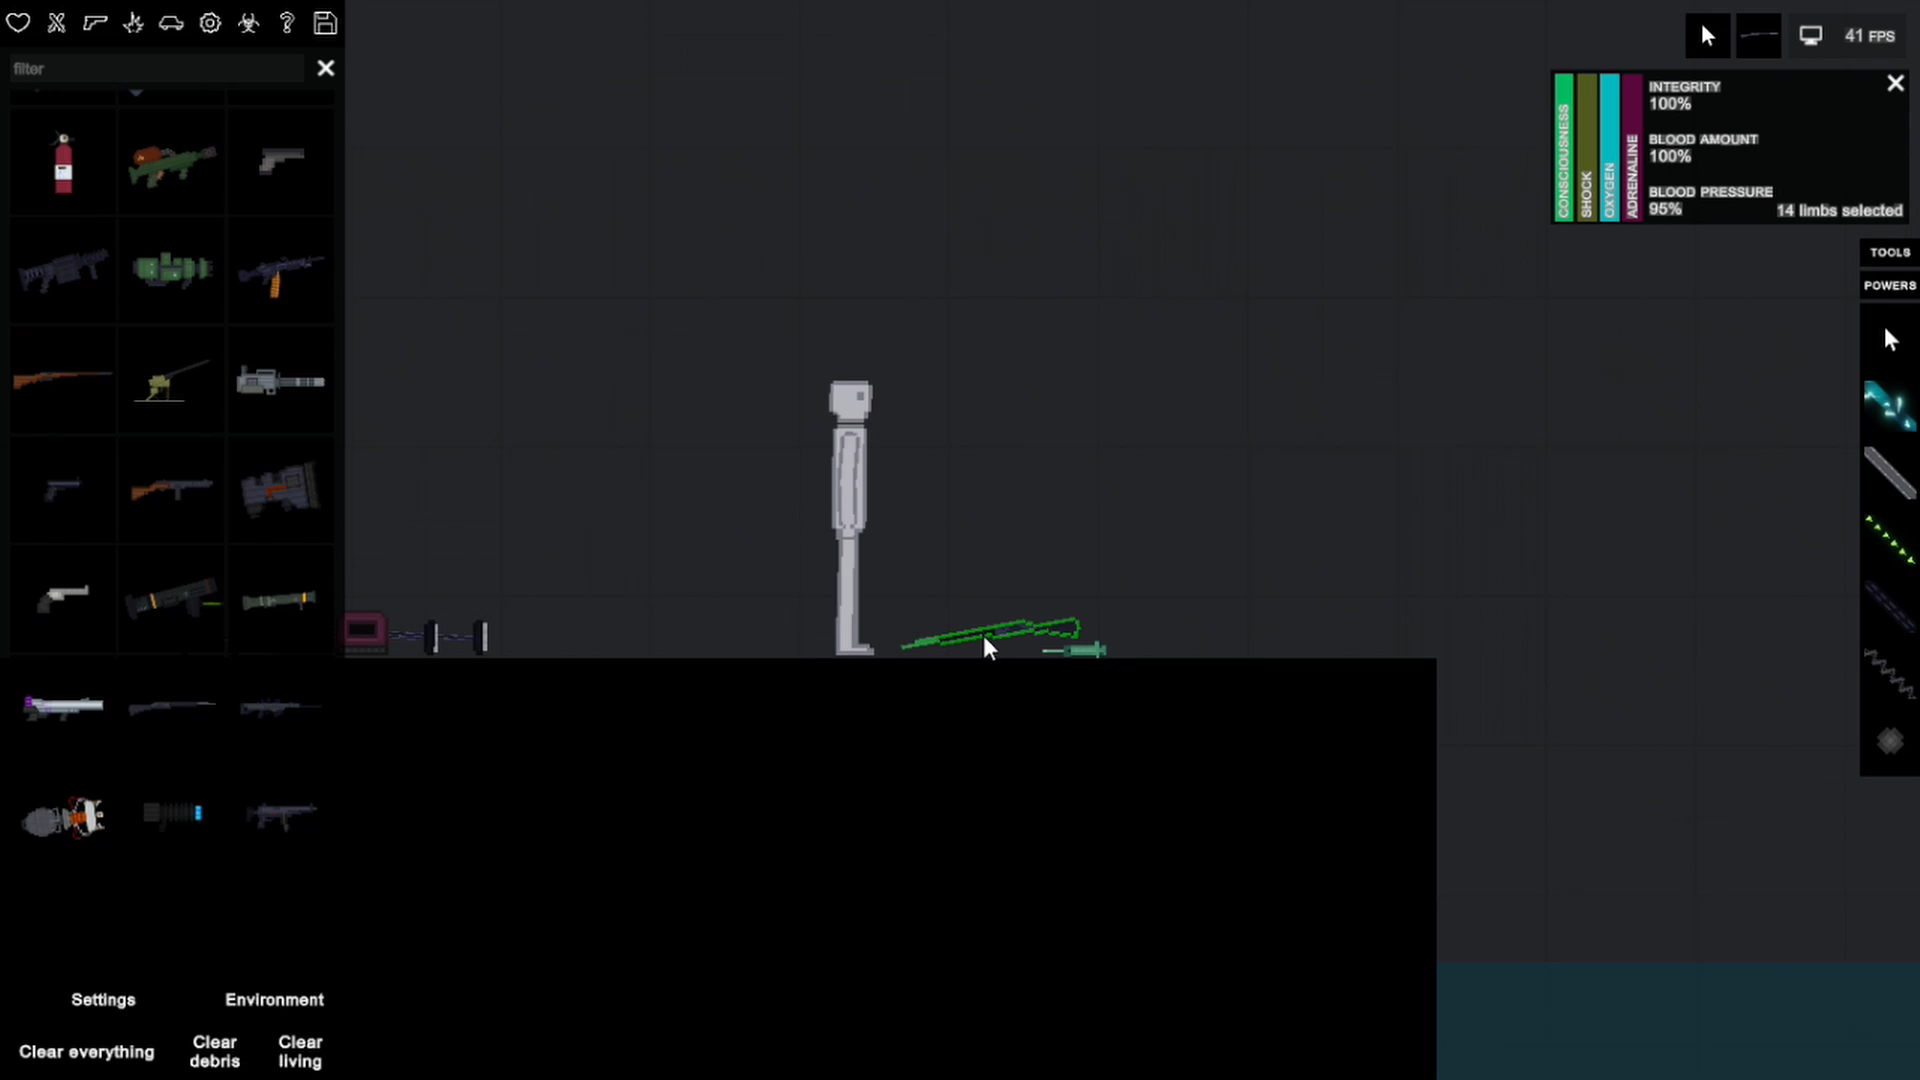 filter
41 FPS
CONSCIOUSNESS
SHOCK
OXYGEN
ADRENALINE
INTEGRITY
100%
BLOOD AMOUNT
100%
BLOOD PRESSURE
95%
14 limbs selected
TOOLS
POWERS
Settings
Environment
Clear everything
Clear
debris
Clear
living